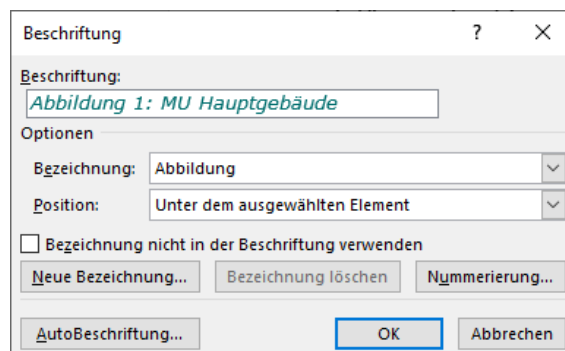 Beschriftung ?
Beschriftung:
Abbildung 1: MU Hauptgebäude
Optionen
Bezeichnung: Abbildung
Position: Unter dem ausgewählten Element
Bezeichnung nicht in der Beschriftung verwenden
Neue Bezeichnung... Bezeichnung löschen Nummerierung...
AutoBeschriftung... OK Abbrechen